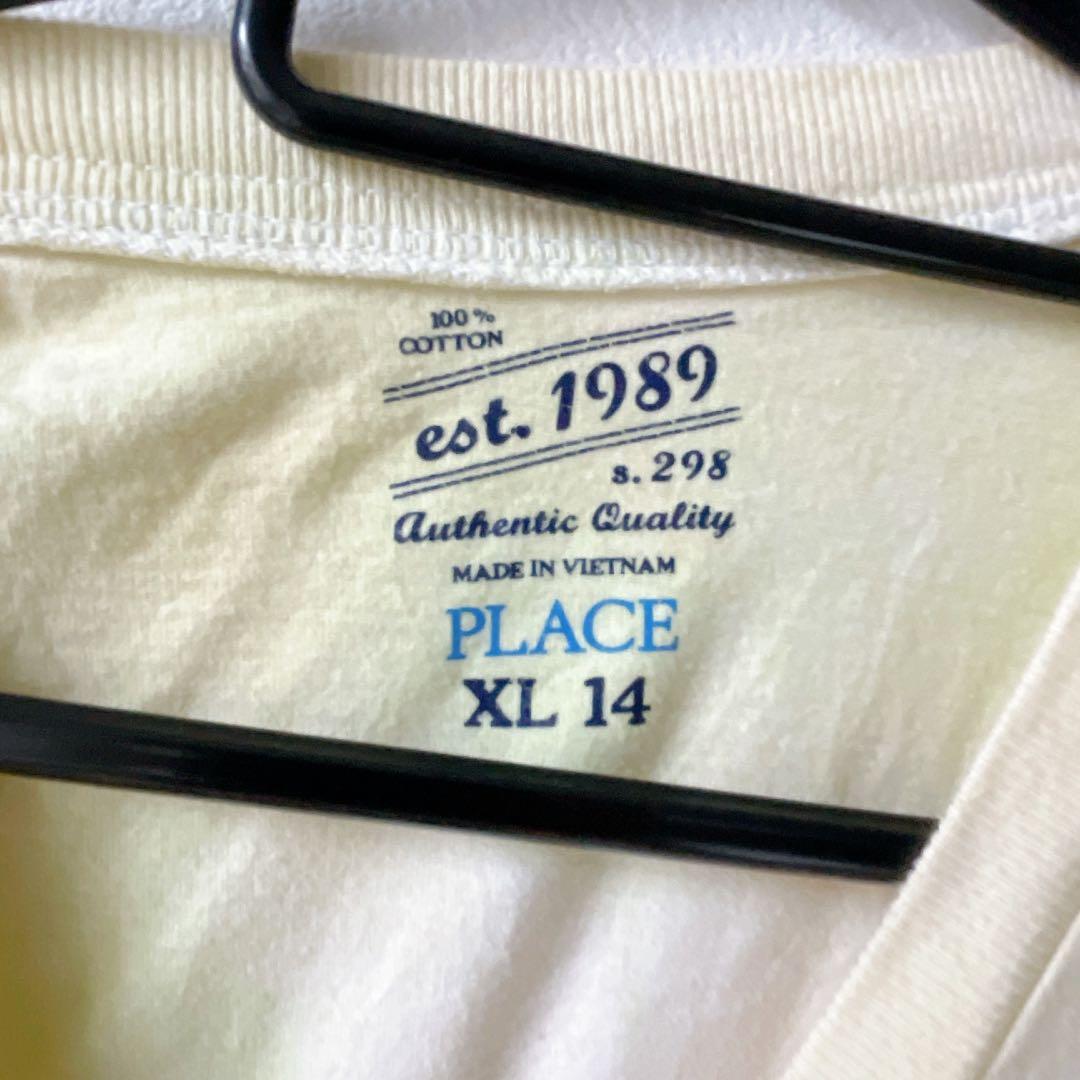 100%
COTTON
est. 1989
s. 298
Authentic Quality
MADE IN VIETNAM
PLACE
XL 14